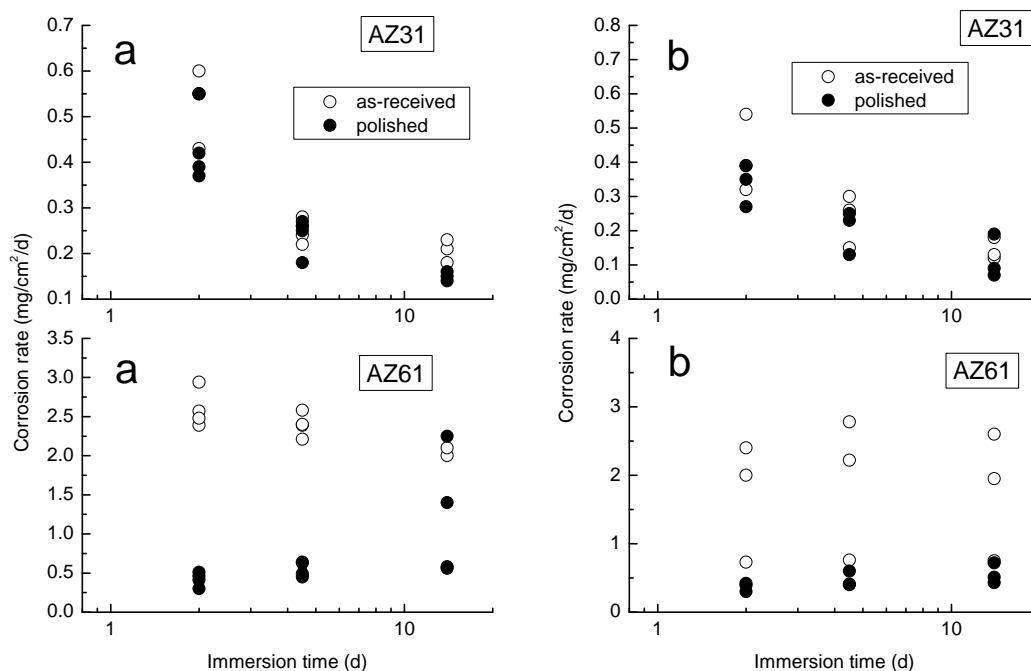 AZ31
a
as-received
polished
0.7
0.6
0.5
0.4
0.3
0.2
0.1
1
10
AZ31
b
as-received
polished
0.8
0.7
0.6
0.5
0.4
0.3
0.2
0.1
0.0
1
10
AZ61
a
3.5
3.0
2.5
2.0
1.5
1.0
0.5
0.0
1
10
Corrosion rate (mg/cm²/d)
Immersion time (d)
AZ61
b
4
3
2
1
0
1
10
Corrosion rate (mg/cm²/d)
Immersion time (d)